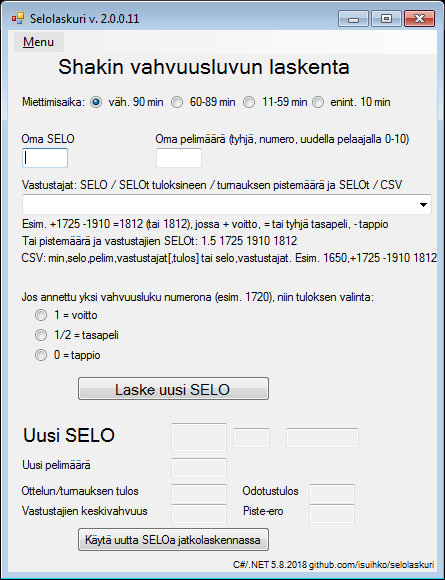 Selolaskuri v. 2.0.0.11
Menu
Shakin vahvuusluvun laskenta
Miettimisaika: väh. 90 min 60-89 min 11-59 min enint. 10 min
Oma SELO Oma pelimäärä (tyhjä, numero, uudella pelaajalla 0-10)
Vastustajat: SELO / SELOt tuloksineen / turnauksen pistemäärä ja SELOt / CSV
Esim. +1725 -1910 =1812 (tai 1812), jossa + voitto, = tai tyhjä tasapeli, - tappio
Tai pistemäärä ja vastustajien SELOt: 1.5 1725 1910 1812
CSV: min,selo,pelim,vastustajat[,tulos] tai selo,vastustajat. Esim. 1650,+1725 -1910 1812
Jos annettu yksi vahvuusluku numerona (esim. 1720), niin tuloksen valinta:
1 = voitto
1/2 = tasapeli
0 = tappio
Laske uusi SELO
Uusi SELO
Uusi pelimäärä
Ottelun/turnauksen tulos Odotustulos
Vastustajien keskivahvuus Piste-ero
Käytä uutta SELOa jatkolaskennassa
C#/.NET 5.8.2018 github.com/isuihko/selolaskuri